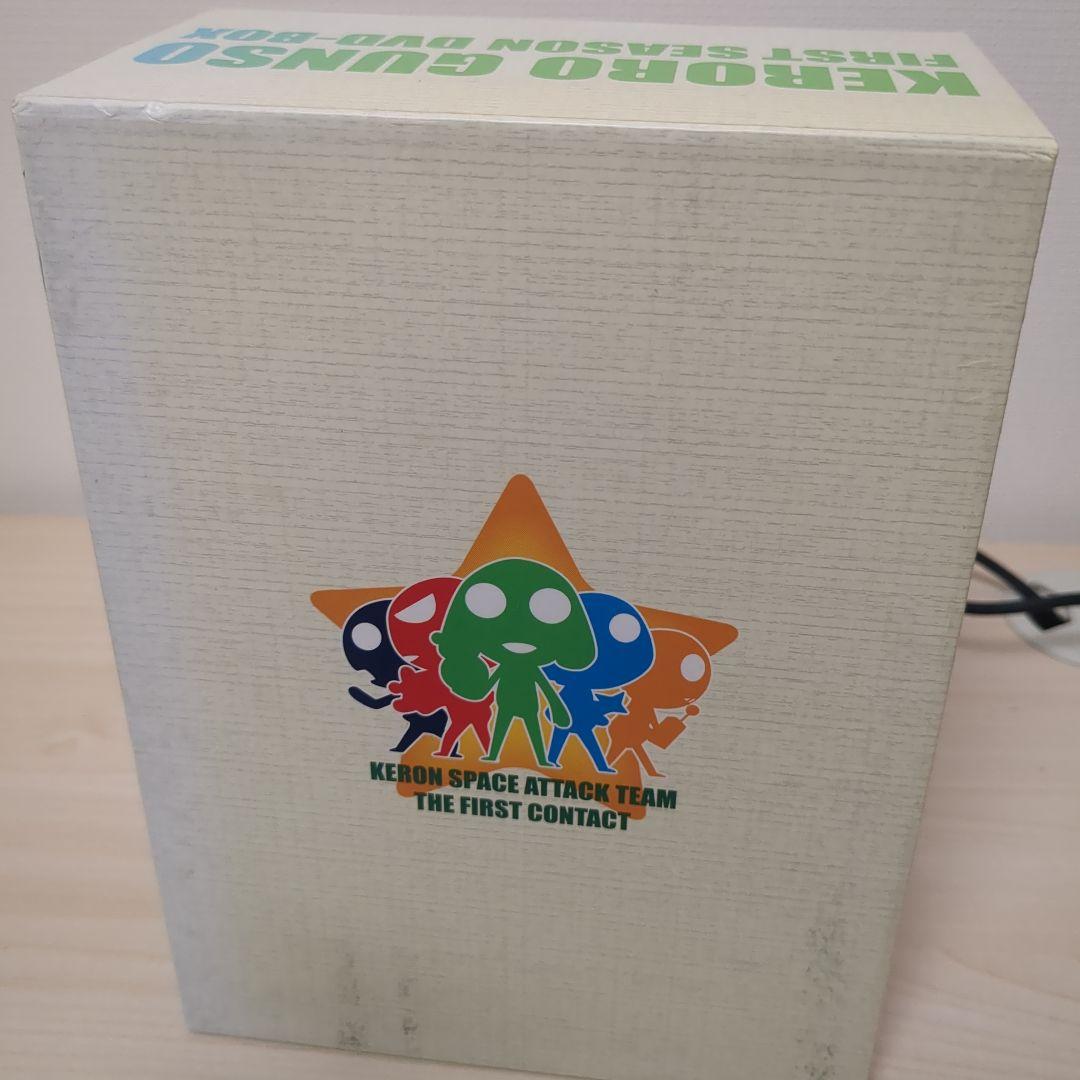 KERORO GUNSO
FIRST SEASON DVD-BOX
KERON SPACE ATTACK TEAM
THE FIRST CONTACT